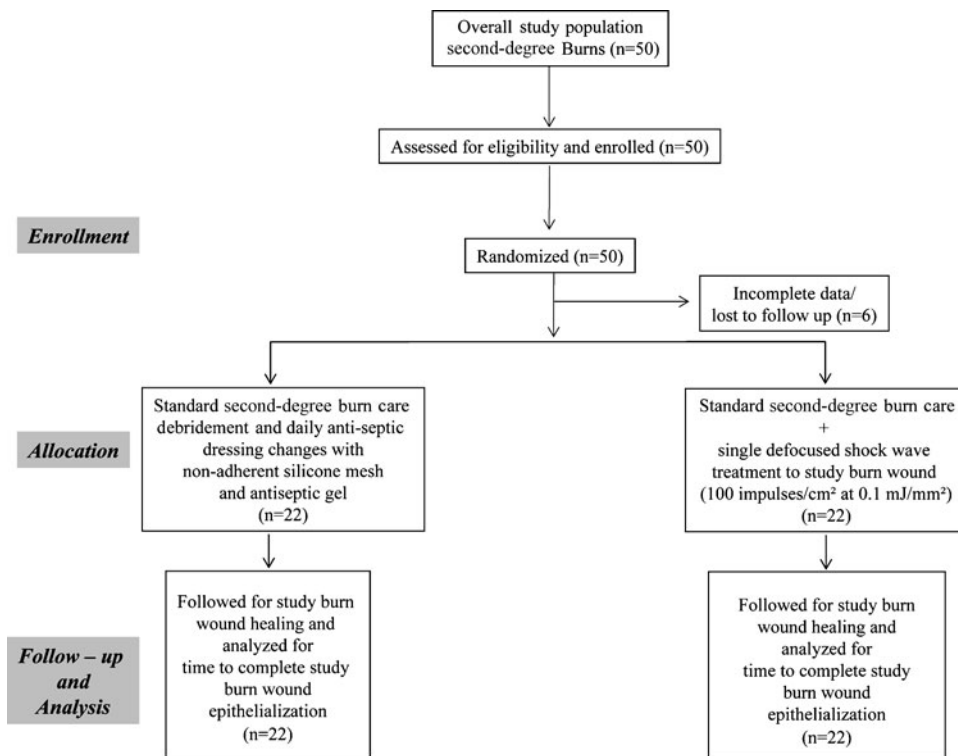 Overall study population
second-degree Burns (n=50)
Assessed for eligibility and enrolled (n=50)
Enrollment
Randomized (n=50)
Incomplete data/
lost to follow up (n=6)
Allocation
Standard second-degree burn care
debridement and daily anti-septic
dressing changes with
non-adherent silicone mesh
and antiseptic gel
(n=22)
Standard second-degree burn care
+
single defocused shock wave
treatment to study burn wound
(100 impulses/cm² at 0.1 mJ/mm²)
(n=22)
Follow – up
and
Analysis
Followed for study burn
wound healing and
analyzed for
time to complete study
burn wound
epithelialization
(n=22)
Followed for study burn
wound healing and
analyzed for
time to complete study
burn wound
epithelialization
(n=22)